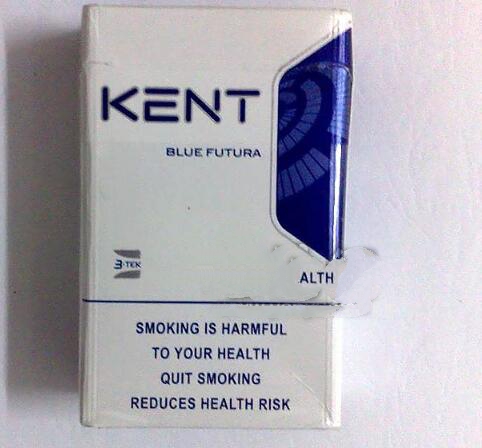 KENT
BLUE FUTURA
3·TEK
ALTH
SMOKING IS HARMFUL
TO YOUR HEALTH
QUIT SMOKING
REDUCES HEALTH RISK